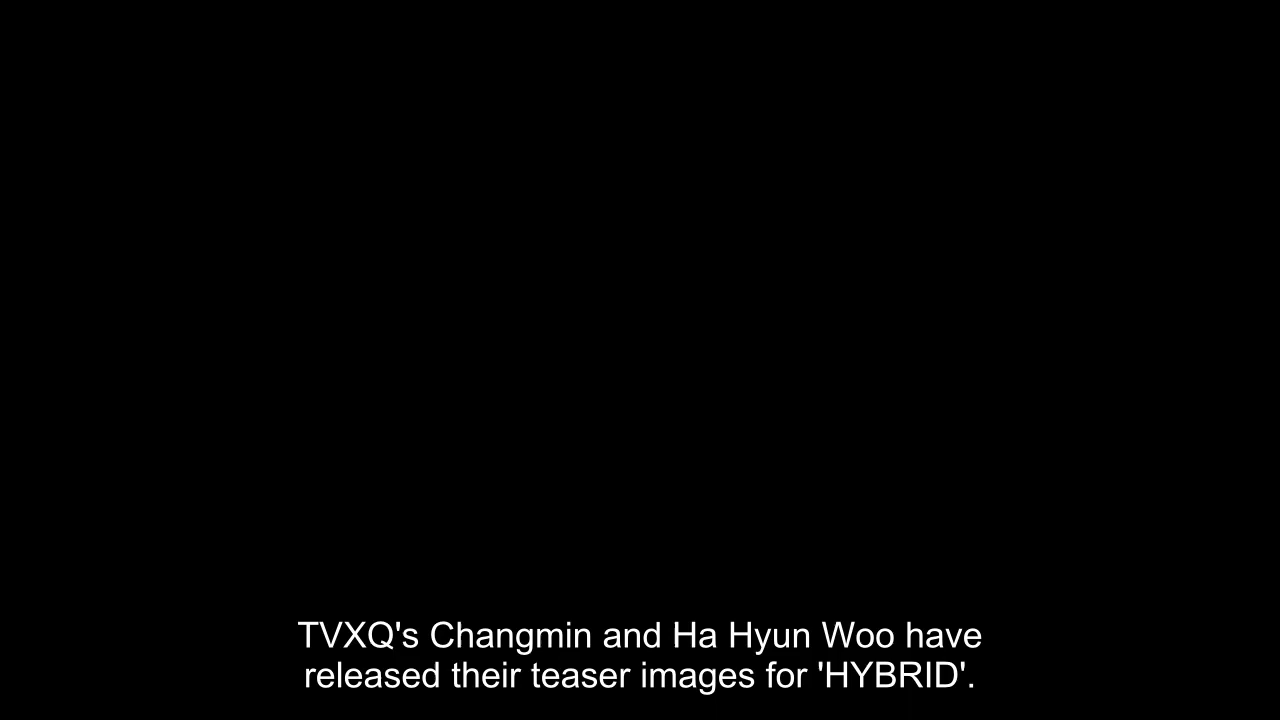 TVXQ's Changmin and Ha Hyun Woo have
released their teaser images for 'HYBRID'.